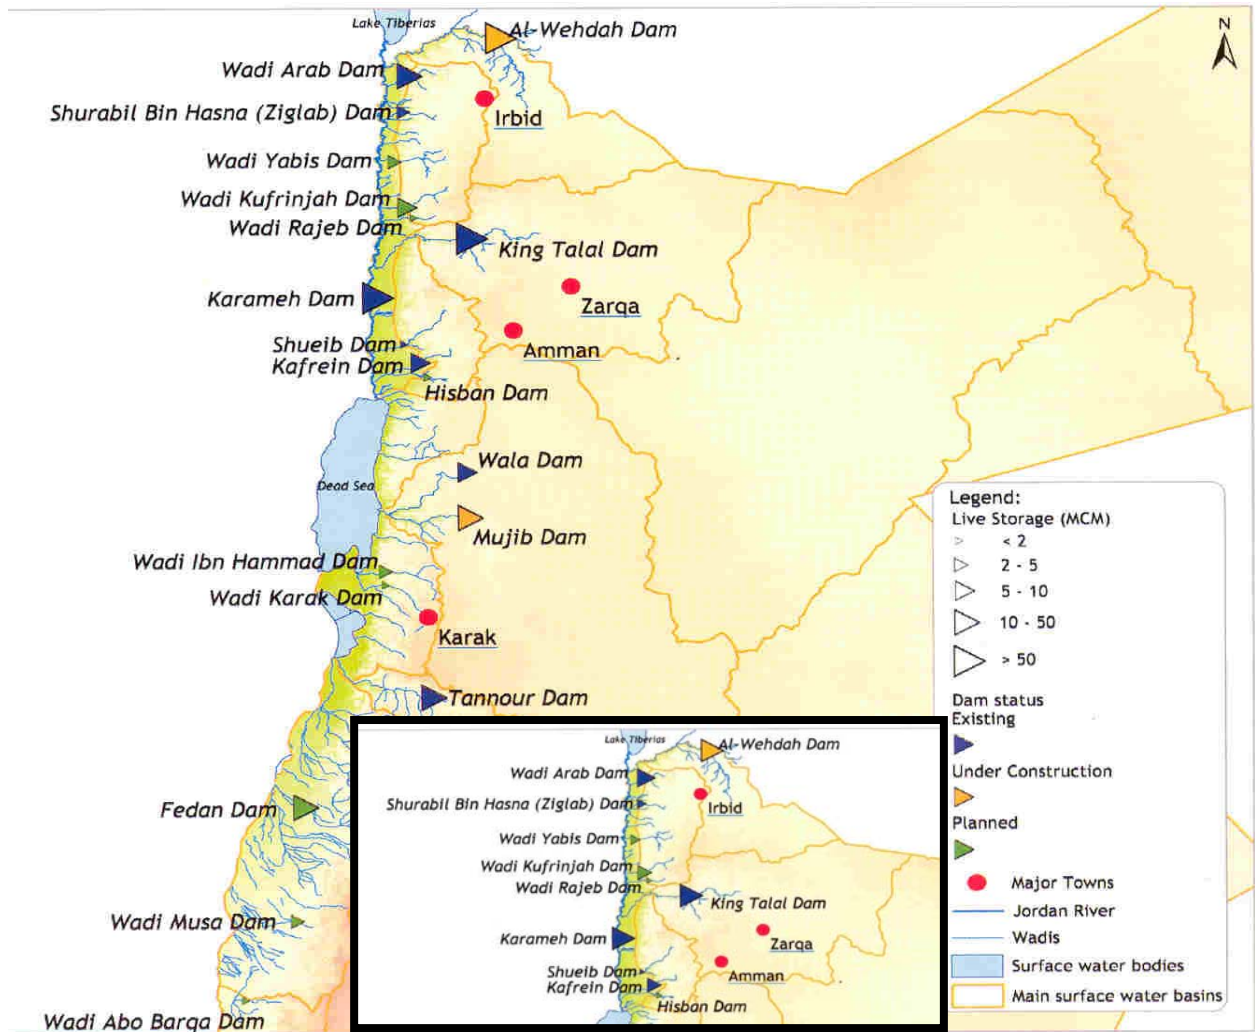 Lake Tiberias
N
Al-Wehdah Dam
Wadi Arab Dam
Shurabil Bin Hasna (Ziglab) Dam
Irbid
Wadi Yabis Dam
Wadi Kufrinjah Dam
Wadi Rajeb Dam
King Talal Dam
Karameh Dam
Zarqa
Amman
Shueib Dam
Kafrein Dam
Hisban Dam
Wala Dam
Dead Sea
Mujib Dam
Wadi Ibn Hammad Dam
Wadi Karak Dam
Karak
Tannour Dam
Fedan Dam
Wadi Musa Dam
Wadi Abo Barqa Dam
Legend:
Live Storage (MCM)
< 2
2 - 5
5 - 10
10 - 50
> 50
Dam status
Existing
Under Construction
Planned
Major Towns
Jordan River
Wadis
Surface water bodies
Main surface water basins
Lake Tiberias
Al-Wehdah Dam
Wadi Arab Dam
Shurabil Bin Hasna (Ziglab) Dam
Irbid
Wadi Yabis Dam
Wadi Kufrinjah Dam
Wadi Rajeb Dam
King Talal Dam
Karameh Dam
Zarqa
Shueib Dam
Amman
Kafrein Dam
Hisban Dam